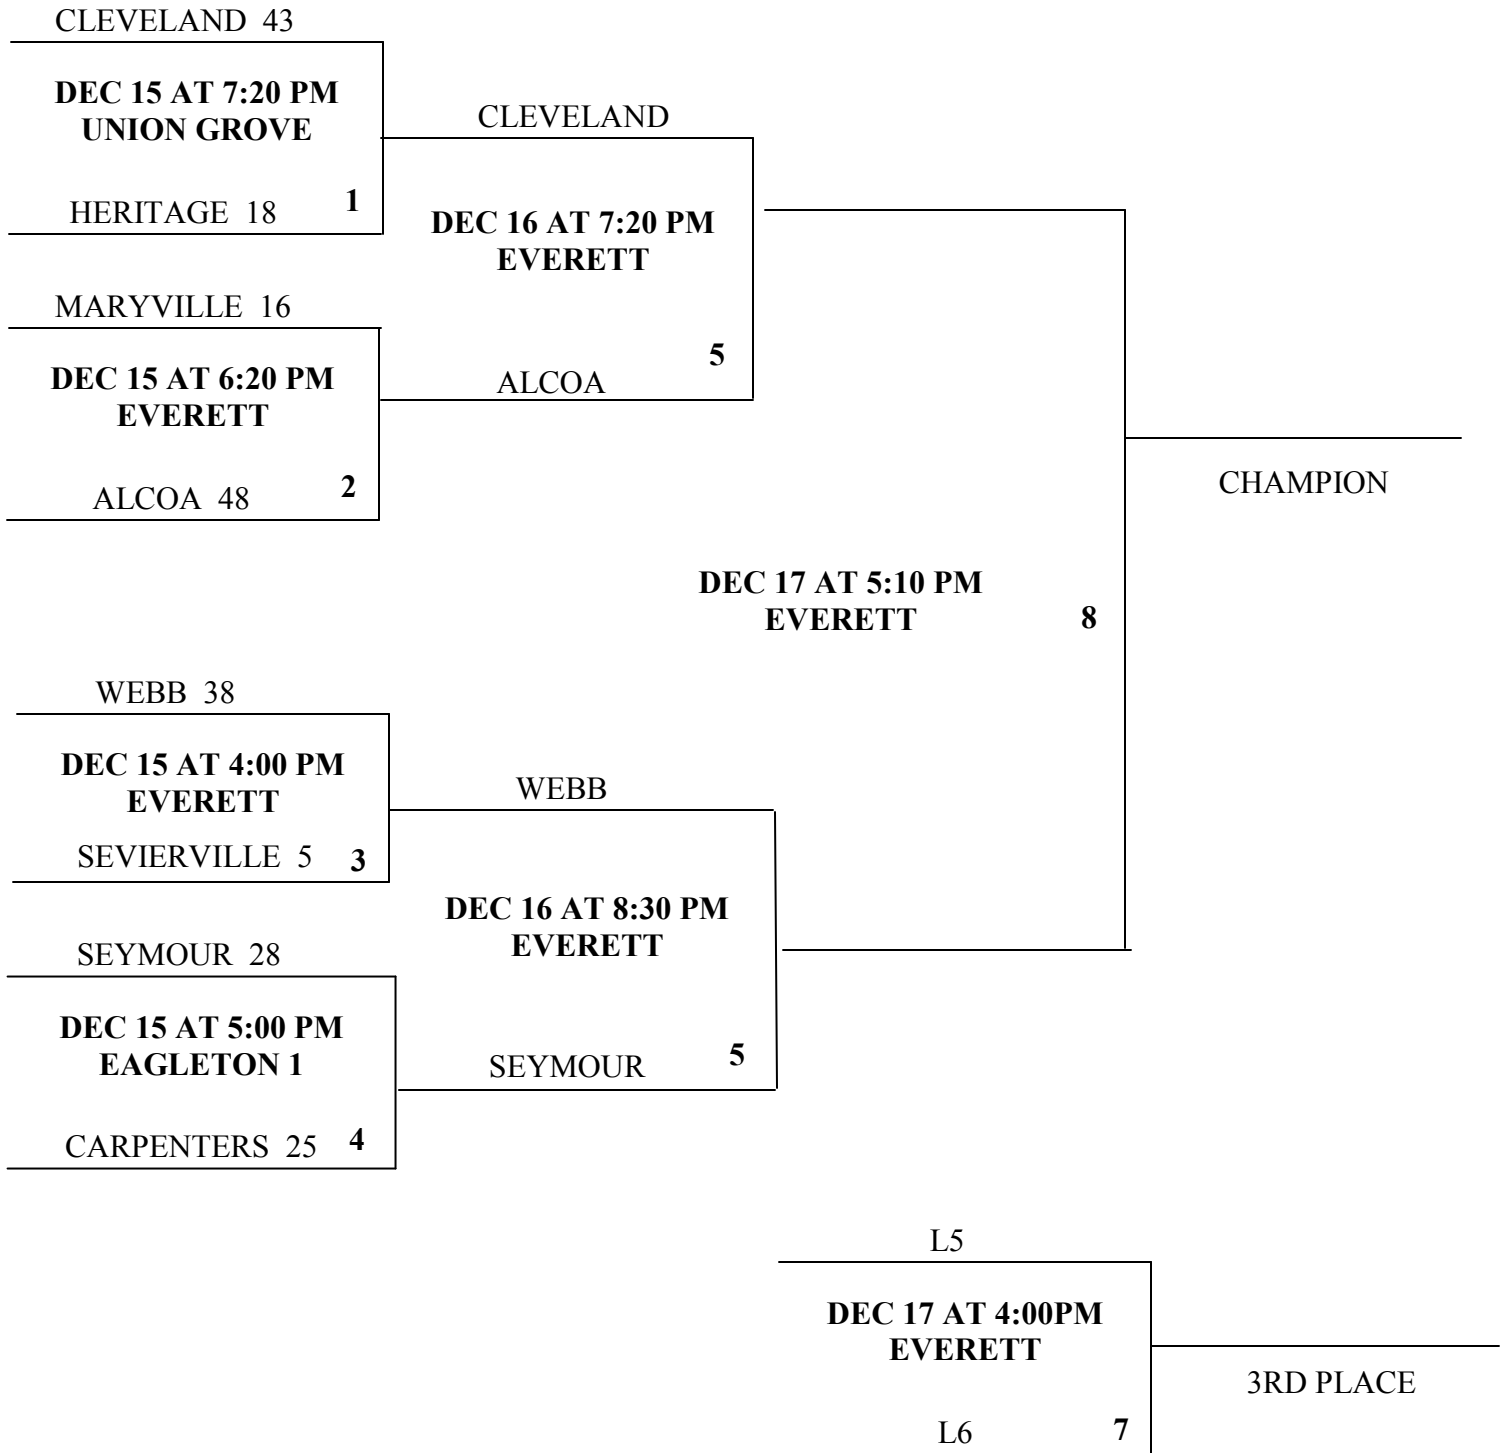 CLEVELAND 43
DEC 15 AT 7:20 PM
UNION GROVE
HERITAGE 18
1
CLEVELAND
DEC 16 AT 7:20 PM
EVERETT
5
ALCOA
MARYVILLE 16
DEC 15 AT 6:20 PM
EVERETT
ALCOA 48
2
CHAMPION
DEC 17 AT 5:10 PM
EVERETT
8
WEBB 38
DEC 15 AT 4:00 PM
EVERETT
SEVIERVILLE 5
3
WEBB
DEC 16 AT 8:30 PM
EVERETT
5
SEYMOUR
SEYMOUR 28
DEC 15 AT 5:00 PM
EAGLETON 1
CARPENTERS 25
4
L5
DEC 17 AT 4:00PM
EVERETT
L6
7
3RD PLACE